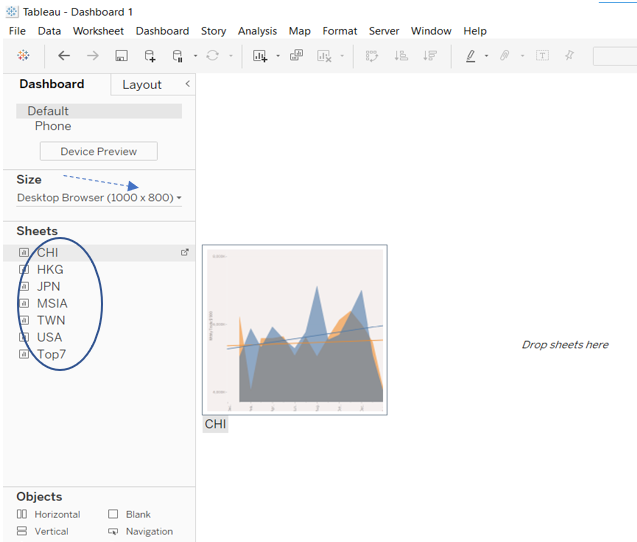 Tableau - Dashboard 1
File Data Worksheet Dashboard Story Analysis Map Format Server Window Help
Dashboard Layout
Default
Phone
Device Preview
Size
Desktop Browser (1000 x 800)
Sheets
CHI
HKG
JPN
MSIA
TWN
USA
Top7
Drop sheets here
CHI
Objects
Horizontal Blank
Vertical Navigation